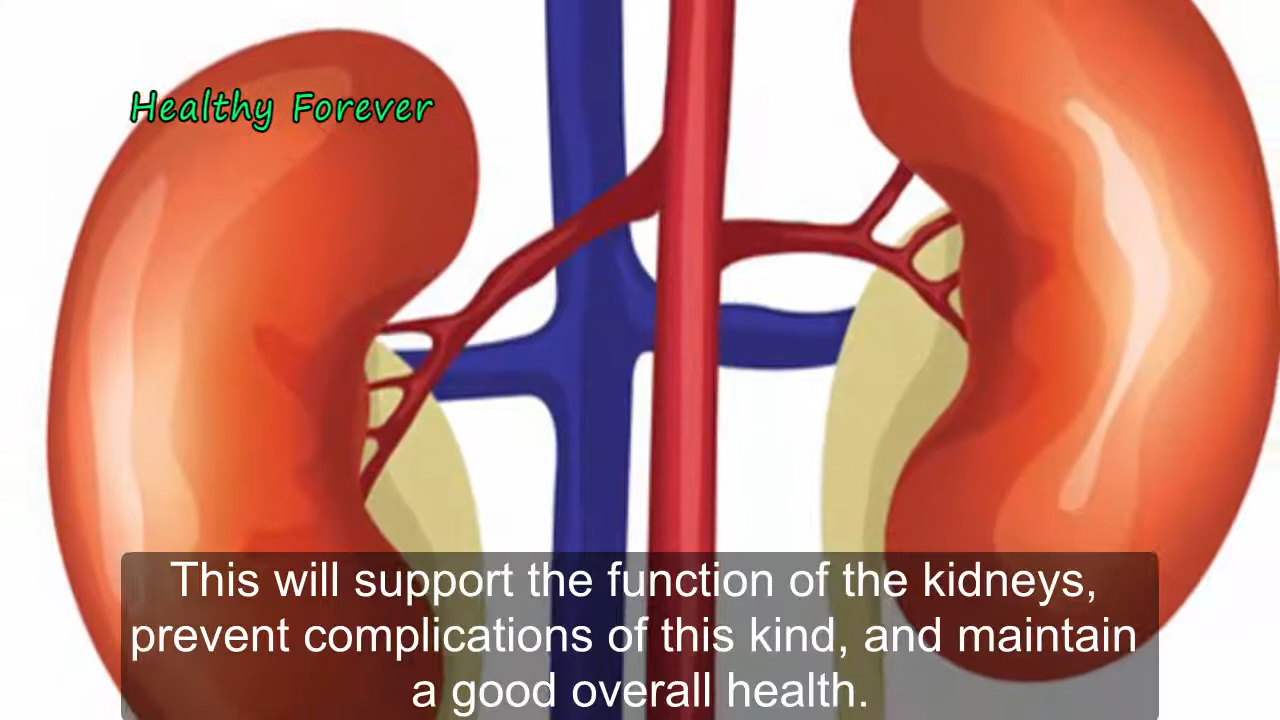 Healthy Forever
This will support the function of the kidneys,
prevent complications of this kind, and maintain
a good overall health.